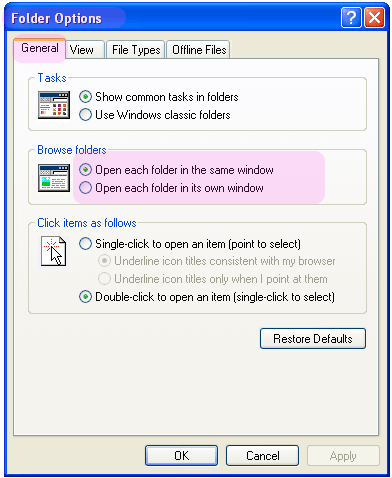 Folder Options
General View File Types Offline Files
Tasks
Show common tasks in folders
Use Windows classic folders
Browse folders
Open each folder in the same window
Open each folder in its own window
Click items as follows
Single-click to open an item (point to select)
Underline icon titles consistent with my browser
Underline icon titles only when I point at them
Double-click to open an item (single-click to select)
Restore Defaults
OK Cancel Apply